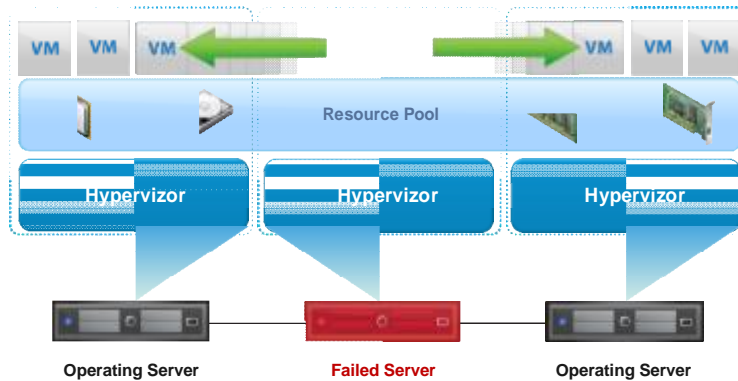 VM VM VM VM VM VM
Resource Pool
Hypervizor Hypervizor Hypervizor
Operating Server Failed Server Operating Server